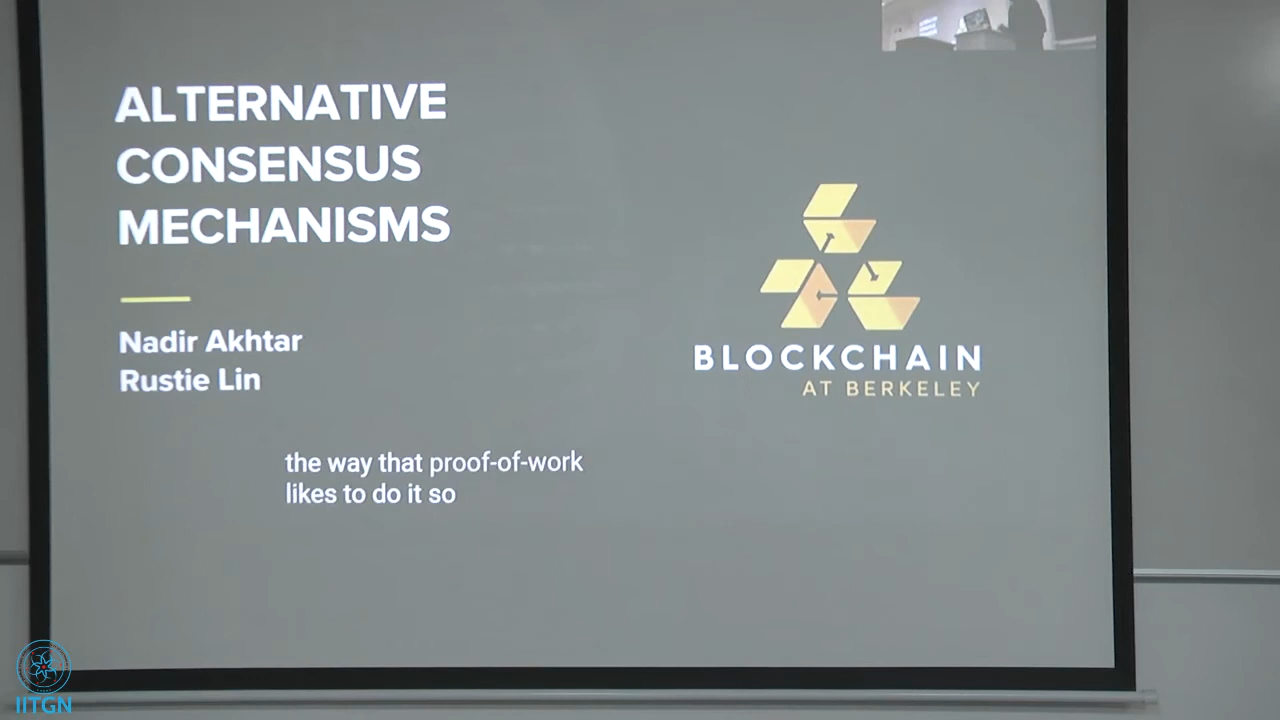 ALTERNATIVE
CONSENSUS
MECHANISMS
Nadir Akhtar
Rustie Lin
BLOCKCHAIN
AT BERKELEY
the way that proof-of-work
likes to do it so
IITGN